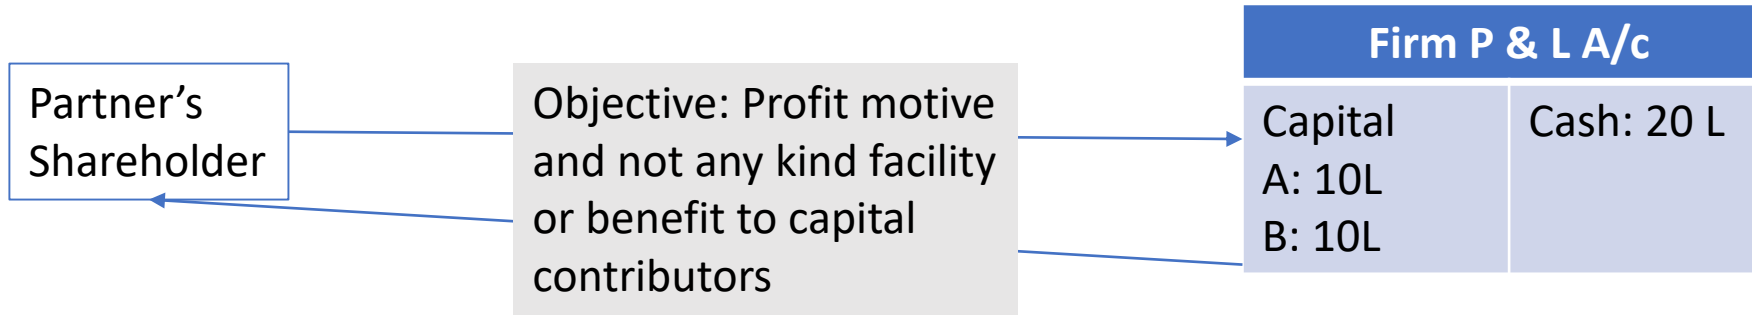 Partner’s
Shareholder
Objective: Profit motive
and not any kind facility
or benefit to capital
contributors
Firm P & L A/c
Capital
A: 10L
B: 10L
Cash: 20 L